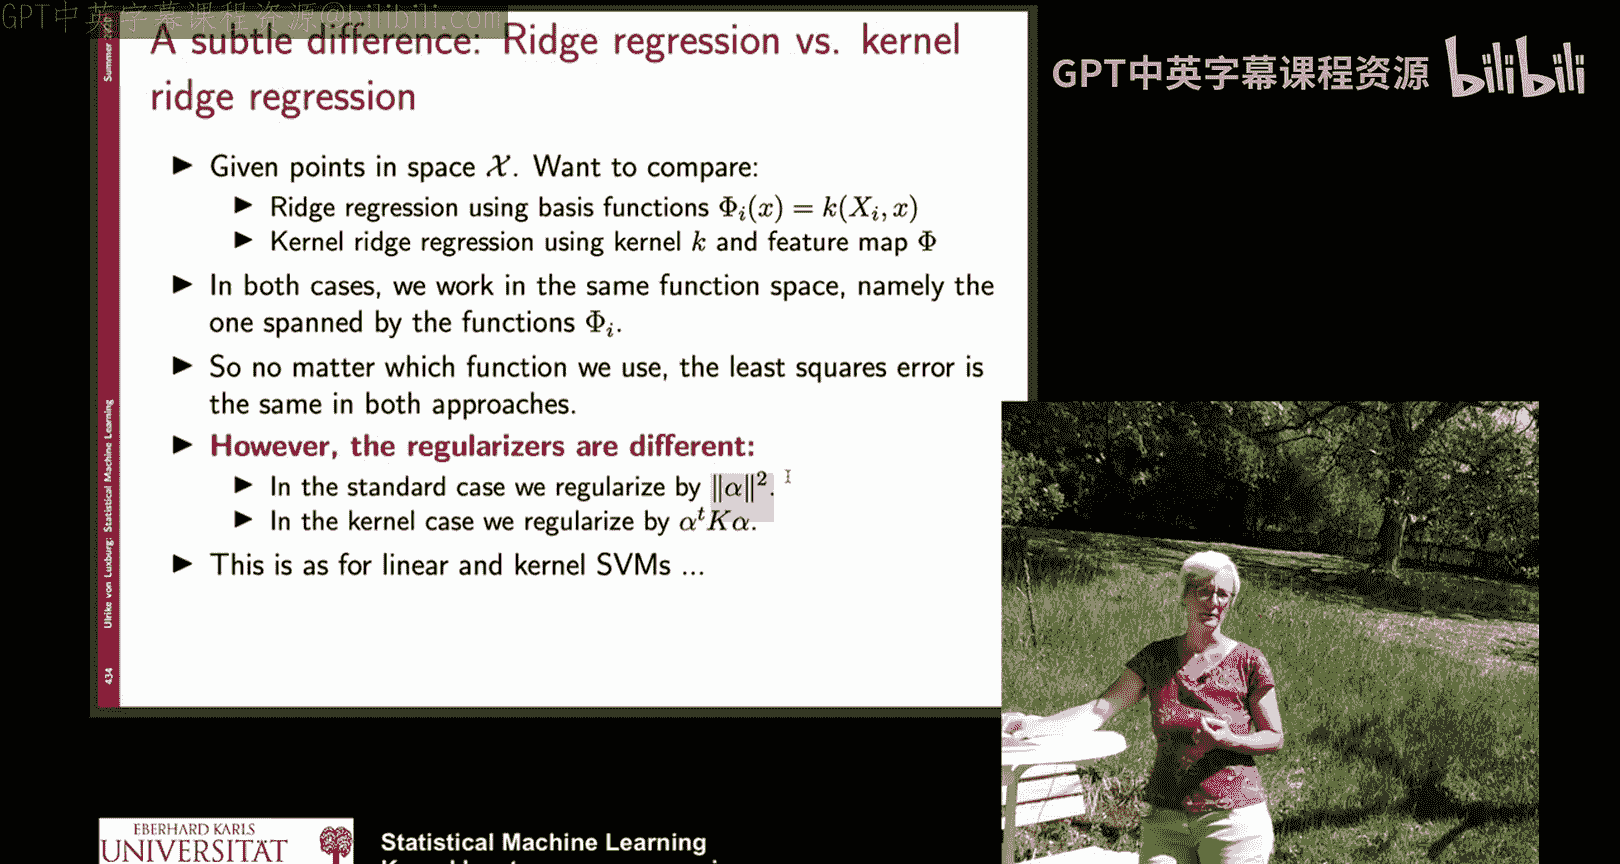 GPT中英字幕课程资源@bilibili.com
GPT中英字幕课程资源 bilibili
A subtle difference: Ridge regression vs. kernel
ridge regression
▶ Given points in space 𝒳. Want to compare:
▶ Ridge regression using basis functions Φᵢ(x) = k(Xᵢ, x)
▶ Kernel ridge regression using kernel k and feature map Φ
▶ In both cases, we work in the same function space, namely the
one spanned by the functions Φᵢ.
▶ So no matter which function we use, the least squares error is
the same in both approaches.
▶ However, the regularizers are different:
▶ In the standard case we regularize by ‖α‖².
▶ In the kernel case we regularize by αᵗKα.
▶ This is as for linear and kernel SVMs ...
Summer
Ulrike von Luxburg: Statistical Machine Learning
434
EBERHARD KARLS
UNIVERSITÄT
Statistical Machine Learning